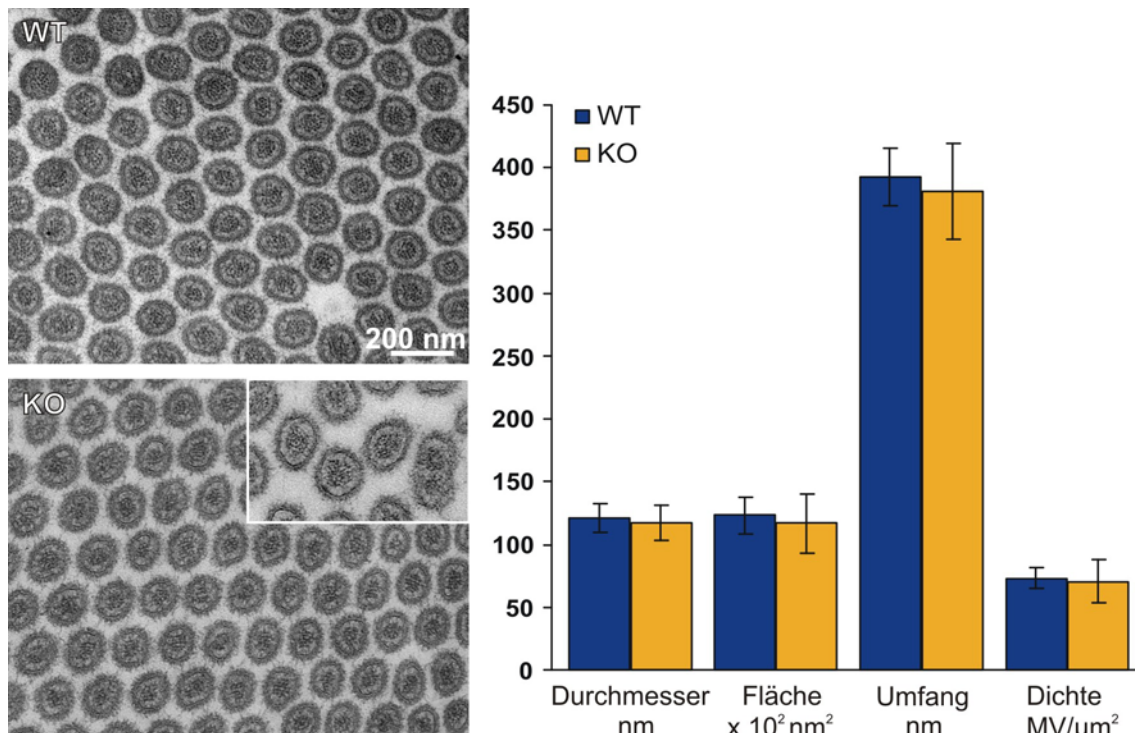 WT
200 nm
KO
WT
KO
450
400
350
300
250
200
150
100
50
0
Durchmesser
nm
Fläche
x 10² nm²
Umfang
nm
Dichte
MV/µm²